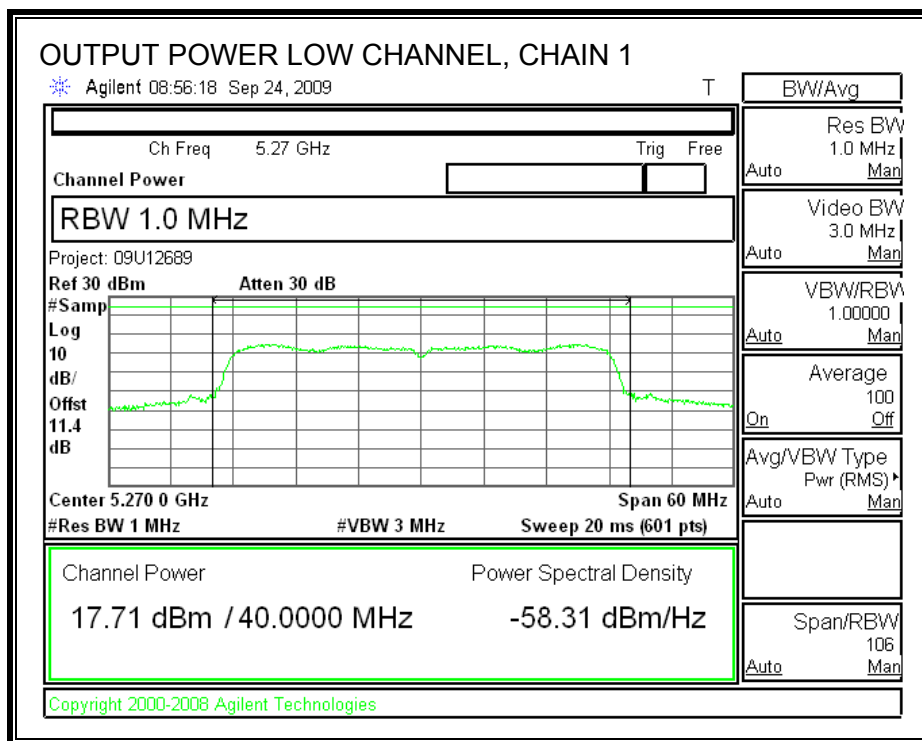 OUTPUT POWER LOW CHANNEL, CHAIN 1
Agilent 08:56:18 Sep 24, 2009 T
Ch Freq 5.27 GHz Trig Free
Channel Power
RBW 1.0 MHz
Project: 09U12689
Ref 30 dBm Atten 30 dB
#Samp
Log
10
dB/
Offst
11.4
dB
Center 5.270 0 GHz Span 60 MHz
#Res BW 1 MHz #VBW 3 MHz Sweep 20 ms (601 pts)
Channel Power Power Spectral Density
17.71 dBm / 40.0000 MHz -58.31 dBm/Hz
Copyright 2000-2008 Agilent Technologies
BW/Avg
Res BW
1.0 MHz
Auto Man
Video BW
3.0 MHz
Auto Man
VBW/RBW
1.00000
Auto Man
Average
100
On Off
Avg/VBW Type
Pwr (RMS)
Auto Man
Span/RBW
106
Auto Man